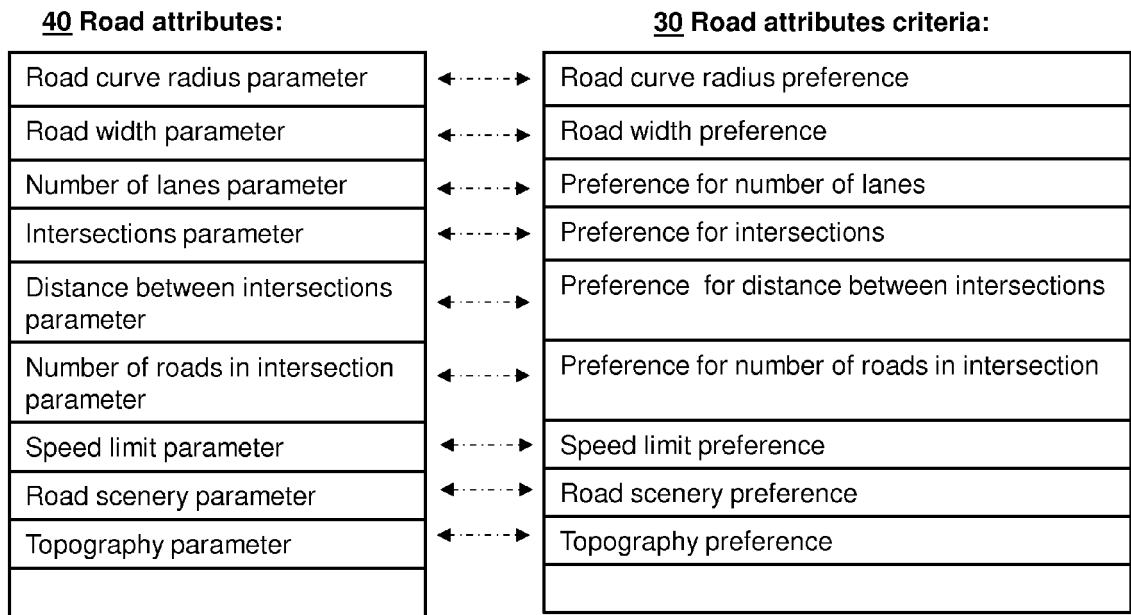 40 Road attributes:
Road curve radius parameter
Road width parameter
Number of lanes parameter
Intersections parameter
Distance between intersections
parameter
Number of roads in intersection
parameter
Speed limit parameter
Road scenery parameter
Topography parameter
30 Road attributes criteria:
Road curve radius preference
Road width preference
Preference for number of lanes
Preference for intersections
Preference for distance between intersections
Preference for number of roads in intersection
Speed limit preference
Road scenery preference
Topography preference